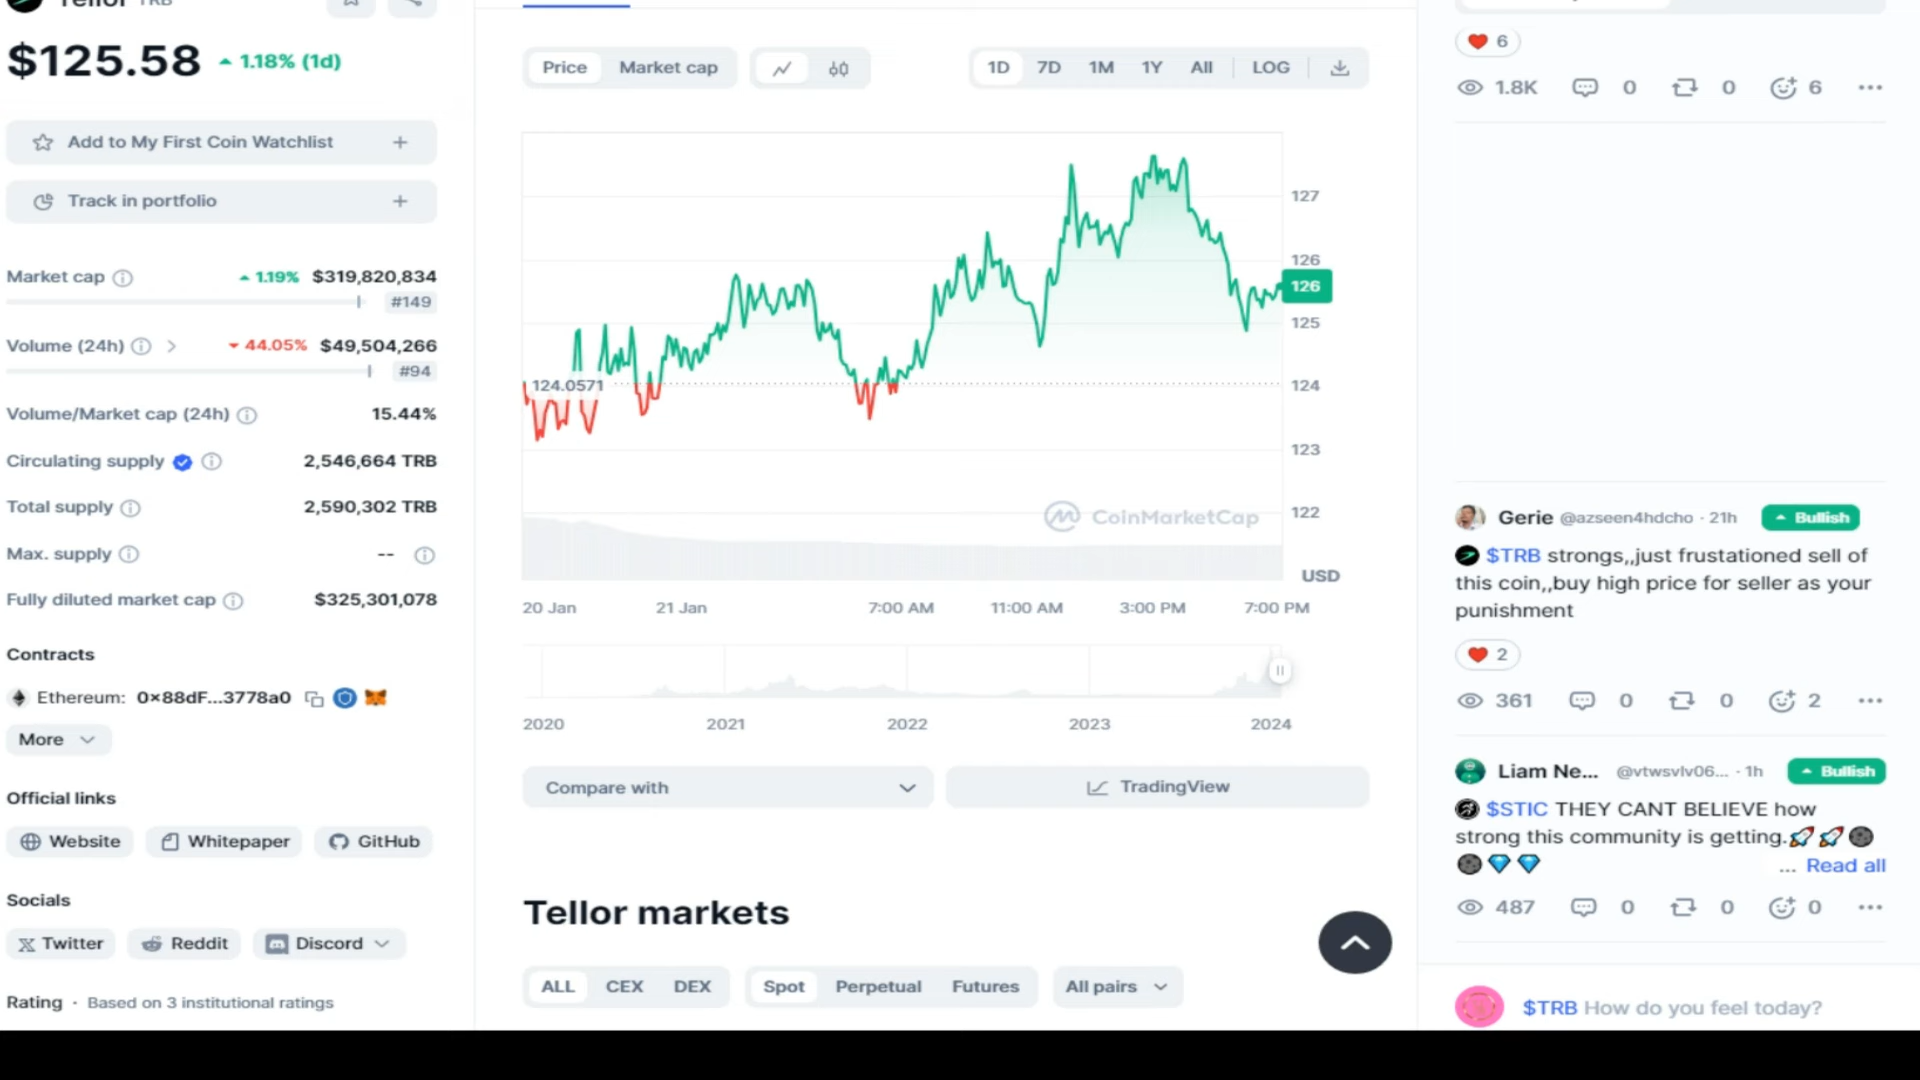 Tellor TRB
$125.58 1.18% (1d)
Add to My First Coin Watchlist +
Track in portfolio +
Market cap 1.19% $319,820,834
#149
Volume (24h) 44.05% $49,504,266
#94
Volume/Market cap (24h) 15.44%
Circulating supply 2,546,664 TRB
Total supply 2,590,302 TRB
Max. supply --
Fully diluted market cap $325,301,078
Contracts
Ethereum: 0x88dF...3778a0
More
Official links
Website Whitepaper GitHub
Socials
Twitter Reddit Discord
Rating · Based on 3 institutional ratings
Price Market cap
1D 7D 1M 1Y All LOG
127
126
126
125
124.0571
124
123
122
CoinMarketCap
USD
20 Jan 21 Jan 7:00 AM 11:00 AM 3:00 PM 7:00 PM
2020 2021 2022 2023 2024
Compare with
TradingView
Tellor markets
ALL CEX DEX
Spot Perpetual Futures
All pairs
6
1.8K 0 0 6 ...
Gerie @azseen4hdcho · 21h Bullish
$TRB strongs,,just frustationed sell of
this coin,,buy high price for seller as your
punishment
2
361 0 0 2 ...
Liam Ne... @vtwsvlv06... · 1h Bullish
$STIC THEY CANT BELIEVE how
strong this community is getting.🚀🚀🌑
🌑💎💎 ... Read all
487 0 0 0 ...
$TRB How do you feel today?